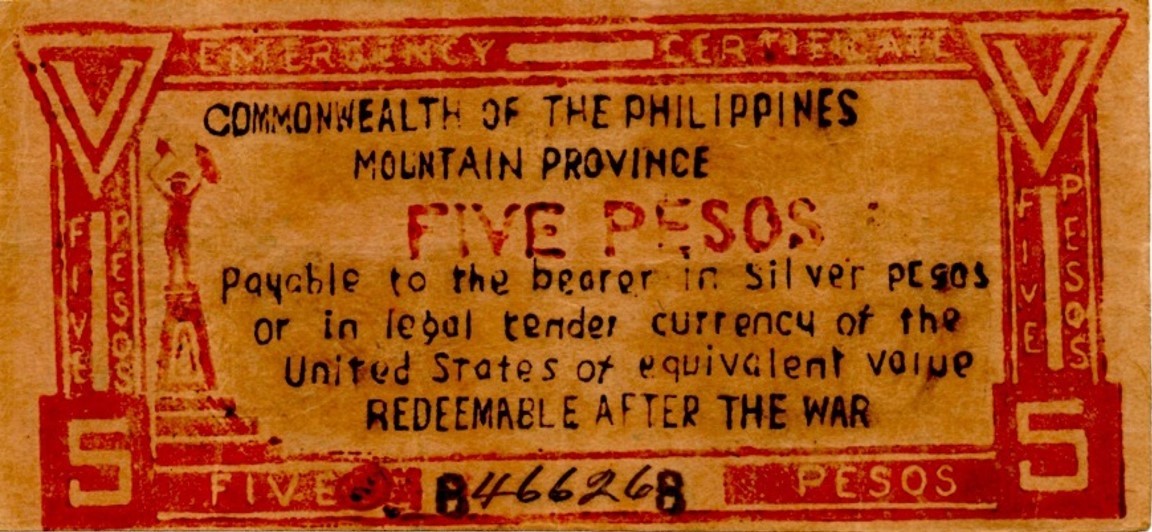 EMERGENCY CERTIFICATE
V
V
COMMONWEALTH OF THE PHILIPPINES
MOUNTAIN PROVINCE
FIVE PESOS
Payable to the bearer in silver pesos
or in legal tender currency of the
United States of equivalent value
REDEEMABLE AFTER THE WAR
FIVE PESOS
FIVE PESOS
5
5
FIVE
B466268B
PESOS